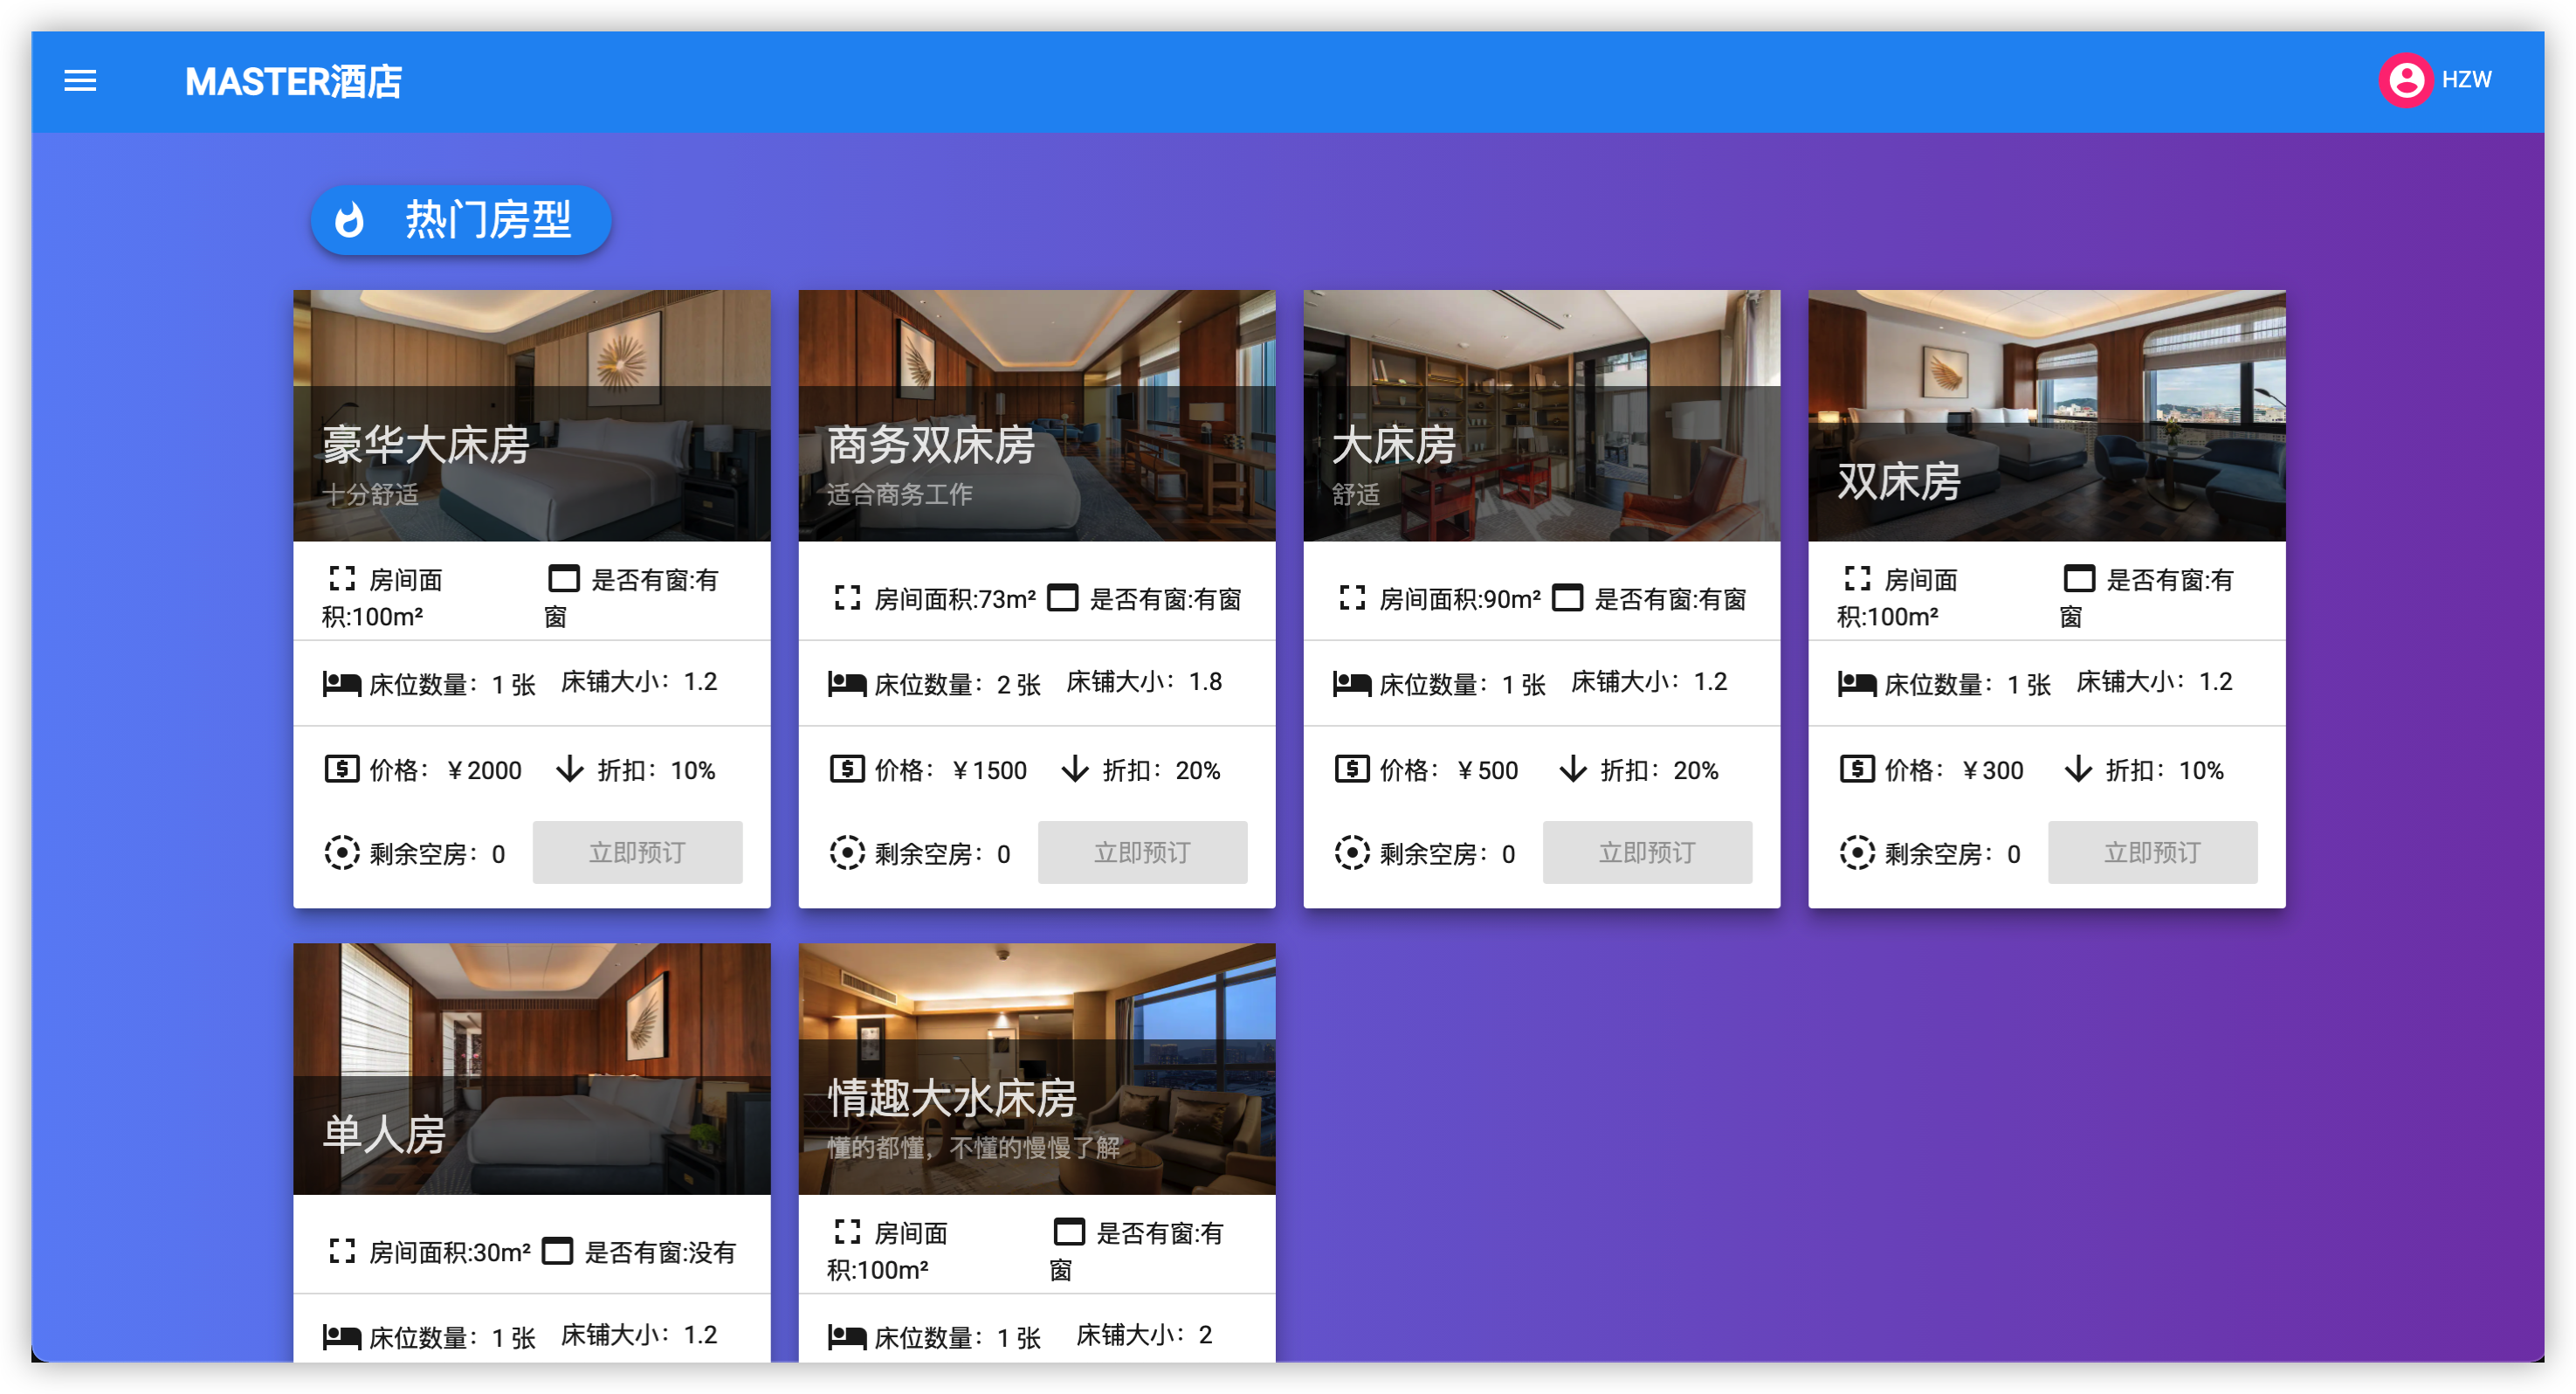 MASTER酒店
HZW
热门房型
豪华大床房
十分舒适
房间面
积:100m²
是否有窗:有
窗
床位数量：1 张
床铺大小：1.2
价格：￥2000
折扣：10%
剩余空房：0
立即预订
商务双床房
适合商务工作
房间面积:73m²
是否有窗:有窗
床位数量：2 张
床铺大小：1.8
价格：￥1500
折扣：20%
剩余空房：0
立即预订
大床房
舒适
房间面积:90m²
是否有窗:有窗
床位数量：1 张
床铺大小：1.2
价格：￥500
折扣：20%
剩余空房：0
立即预订
双床房
房间面
积:100m²
是否有窗:有
窗
床位数量：1 张
床铺大小：1.2
价格：￥300
折扣：10%
剩余空房：0
立即预订
单人房
房间面积:30m²
是否有窗:没有
床位数量：1 张
床铺大小：1.2
情趣大水床房
懂的都懂，不懂的慢慢了解
房间面
积:100m²
是否有窗:有
窗
床位数量：1 张
床铺大小：2